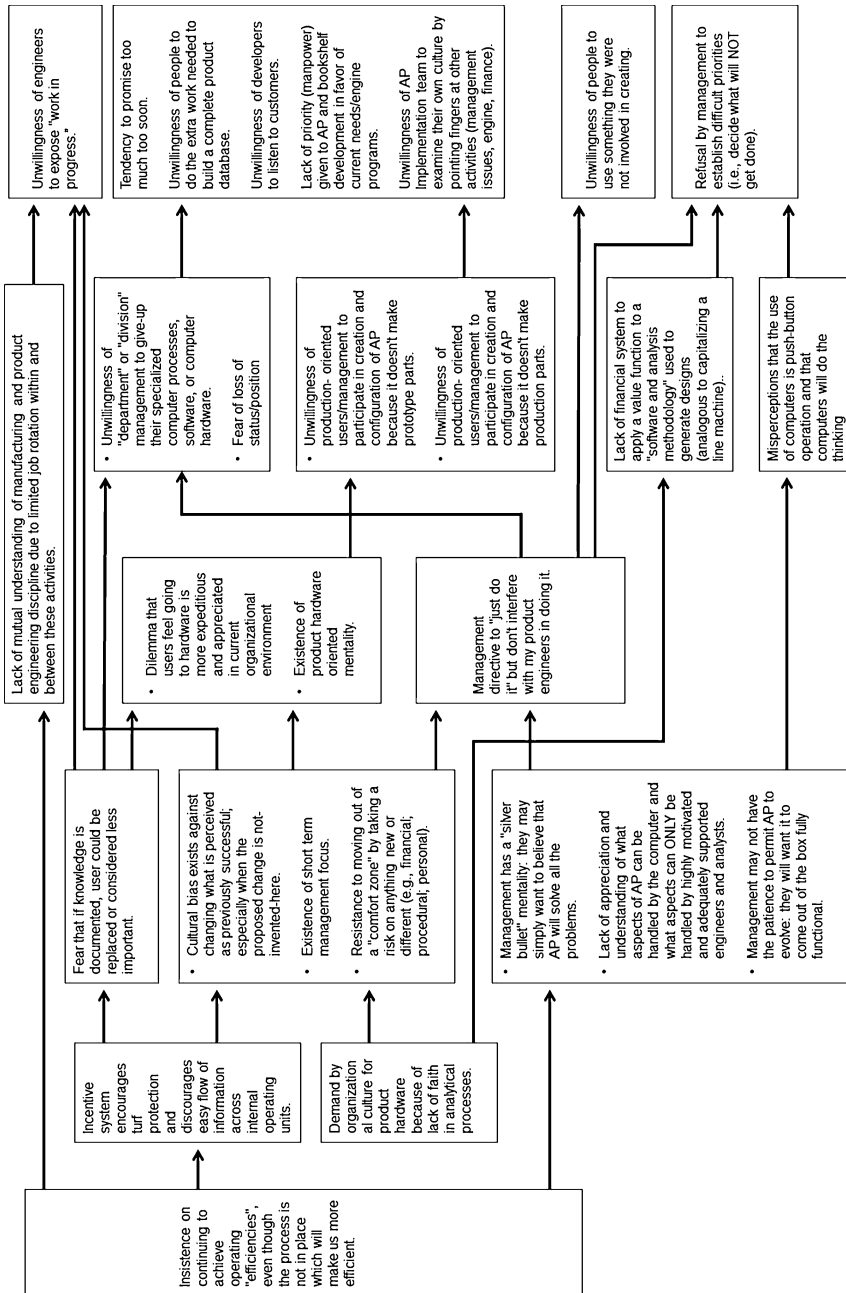 Insistence on
continuing to
achieve
operating
"efficiencies",
even though
the process is
not in place
which will
make us more
efficient.
Incentive
system
encourages
turf
protection
and
discourages
easy flow of
information
across
internal
operating
units.
Demand by
organization
al culture for
product
hardware
because of
lack of faith
in analytical
processes.
Fear that if knowledge is
documented, user could be
replaced or considered less
important.
• Cultural bias exists against
changing what is perceived
as previously successful;
especially when the
proposed change is not-
invented-here.
• Existence of short term
management focus.
• Resistance to moving out of
a "comfort zone" by taking a
risk on anything new or
different (e.g., financial;
procedural; personal).
• Management has a "silver
bullet" mentality: they may
simply want to believe that
AP will solve all the
problems.
• Lack of appreciation and
understanding of what
aspects of AP can be
handled by the computer and
what aspects can ONLY be
handled by highly motivated
and adequately supported
engineers and analysts.
• Management may not have
the patience to permit AP to
evolve: they will want it to
come out of the box fully
functional.
Lack of mutual understanding of manufacturing and product
engineering discipline due to limited job rotation within and
between these activities.
• Dilemma that
users feel going
to hardware is
more expeditious
and appreciated
in current
organizational
environment
• Existence of
product hardware
oriented
mentality.
Management
directive to "just do
it" but don't interfere
with my product
engineers in doing it.
• Unwillingness of
"department" or "division"
management to give-up
their specialized
computer processes,
software, or computer
hardware.
• Fear of loss of
status/position
• Unwillingness of
production- oriented
users/management to
participate in creation and
configuration of AP
because it doesn't make
prototype parts.
• Unwillingness of
production- oriented
users/management to
participate in creation and
configuration of AP
because it doesn't make
production parts.
Lack of financial system to
apply a value function to a
"software and analysis
methodology" used to
generate designs
(analogous to capitalizing a
line machine)..
Misperceptions that the use
of computers is push-button
operation and that
computers will do the
thinking
Unwillingness of engineers
to expose "work in
progress."
Tendency to promise too
much too soon.
Unwillingness of people to
do the extra work needed to
build a complete product
database.
Unwillingness of developers
to listen to customers.
Lack of priority (manpower)
given to AP and bookshelf
development in favor of
current needs/engine
programs.
Unwillingness of AP
Implementation team to
examine their own culture by
pointing fingers at other
activities (management
issues, engine, finance).
Unwillingness of people to
use something they were
not involved in creating.
Refusal by management to
establish difficult priorities
(i.e., decide what will NOT
get done).